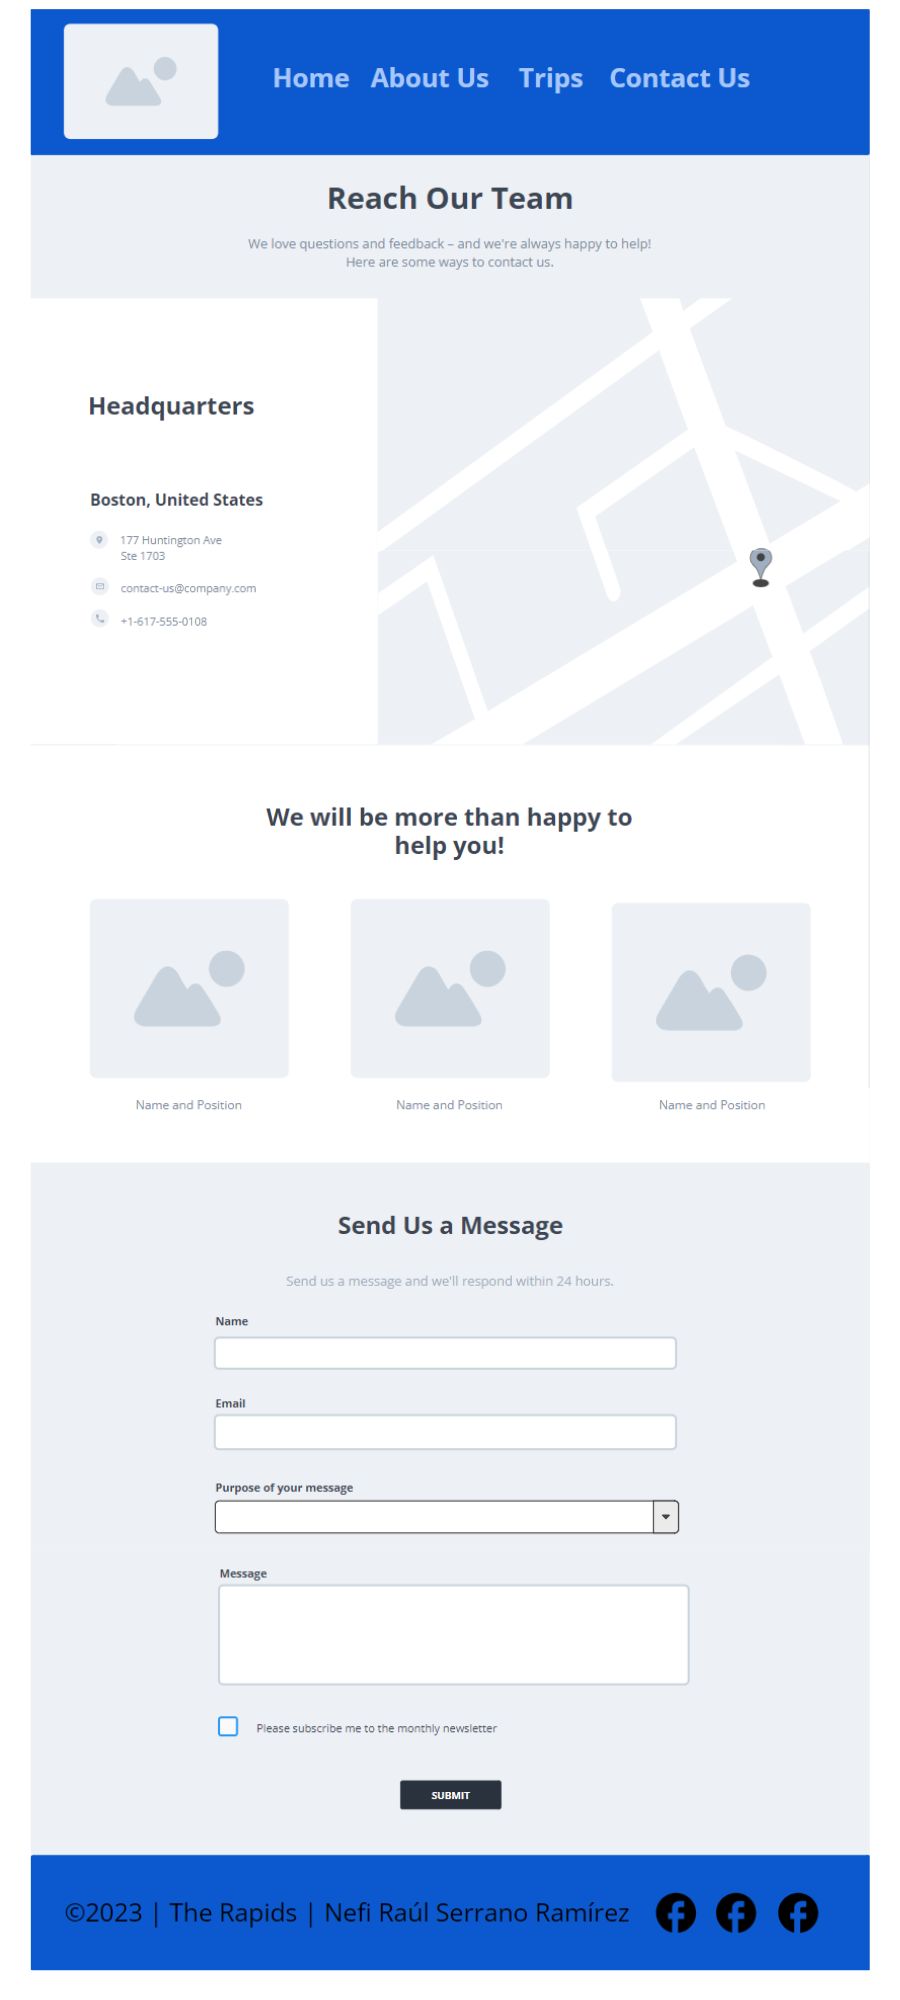 Home About Us Trips Contact Us
Reach Our Team
We love questions and feedback – and we're always happy to help!
Here are some ways to contact us.
Headquarters
Boston, United States
177 Huntington Ave
Ste 1703
contact-us@company.com
+1-617-555-0108
We will be more than happy to
help you!
Name and Position Name and Position Name and Position
Send Us a Message
Send us a message and we'll respond within 24 hours.
Name
Email
Purpose of your message
Message
Please subscribe me to the monthly newsletter
SUBMIT
©2023 | The Rapids | Nefi Raúl Serrano Ramírez